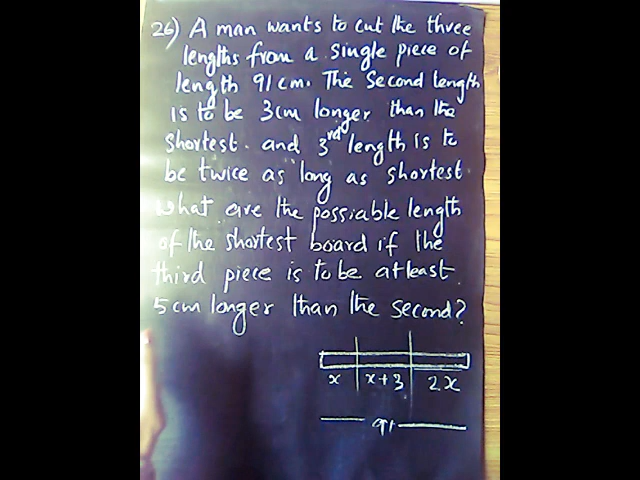 26) A man wants to cut the three
lengths from a single piece of
length 91cm. The Second length
is to be 3cm longer than the
shortest. and 3rd length is to
be twice as long as shortest
what are the possiable length
of the shortest board if the
third piece is to be atleast
5cm longer than the second?
x x+3 2x
91